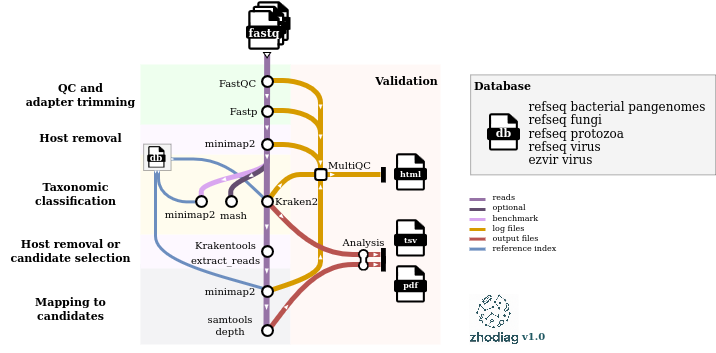 fastq
QC and
adapter trimming
Host removal
Taxonomic
classification
Host removal or
candidate selection
Mapping to
candidates
db
FastQC
Fastp
minimap2
minimap2
mash
Kraken2
Krakentools
extract_reads
minimap2
samtools
depth
Validation
MultiQC
html
Analysis
tsv
pdf
Database
db
refseq bacterial pangenomes
refseq fungi
refseq protozoa
refseq virus
ezvir virus
reads
optional
benchmark
log files
output files
reference index
zhodiag v1.0